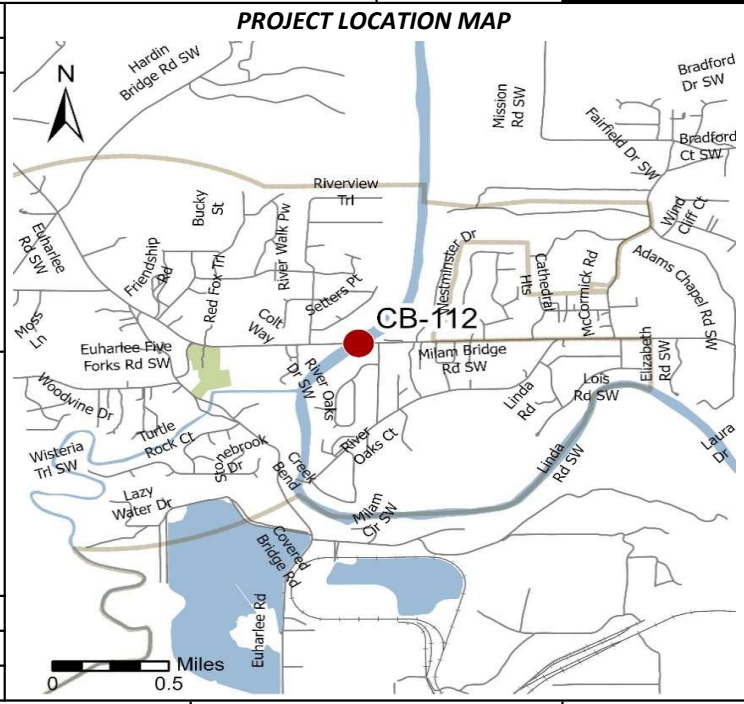 PROJECT LOCATION MAP
N
Hardin
Bridge Rd SW
Mission
Rd SW
Bradford
Dr SW
Fairfield Dr SW
Bradford
Ct SW
Riverview
Trl
Bucky
St
River Walk Pw
Wind
Cliff Ct
Euharlee
Rd SW
Friendship
Rd
Red Fox Trl
Setters Pt
Westminster Dr
Cathedral
Hts
McCormick Rd
Adams Chapel Rd SW
Moss
Ln
Colt
Way
CB-112
Euharlee Five
Forks Rd SW
River Oaks
Dr SW
Milam Bridge
Rd SW
Elizabeth
Rd SW
Woodvine Dr
Linda
Rd
Lois
Rd SW
Turtle
Rock Ct
River
Oaks Ct
Laura
Dr
Wisteria
Trl SW
Stonebrook
Dr
Creek
Bend
Linda
Rd SW
Lazy
Water Dr
Milam
Cir SW
Covered
Bridge Rd
Euharlee Rd
Miles
0 0.5